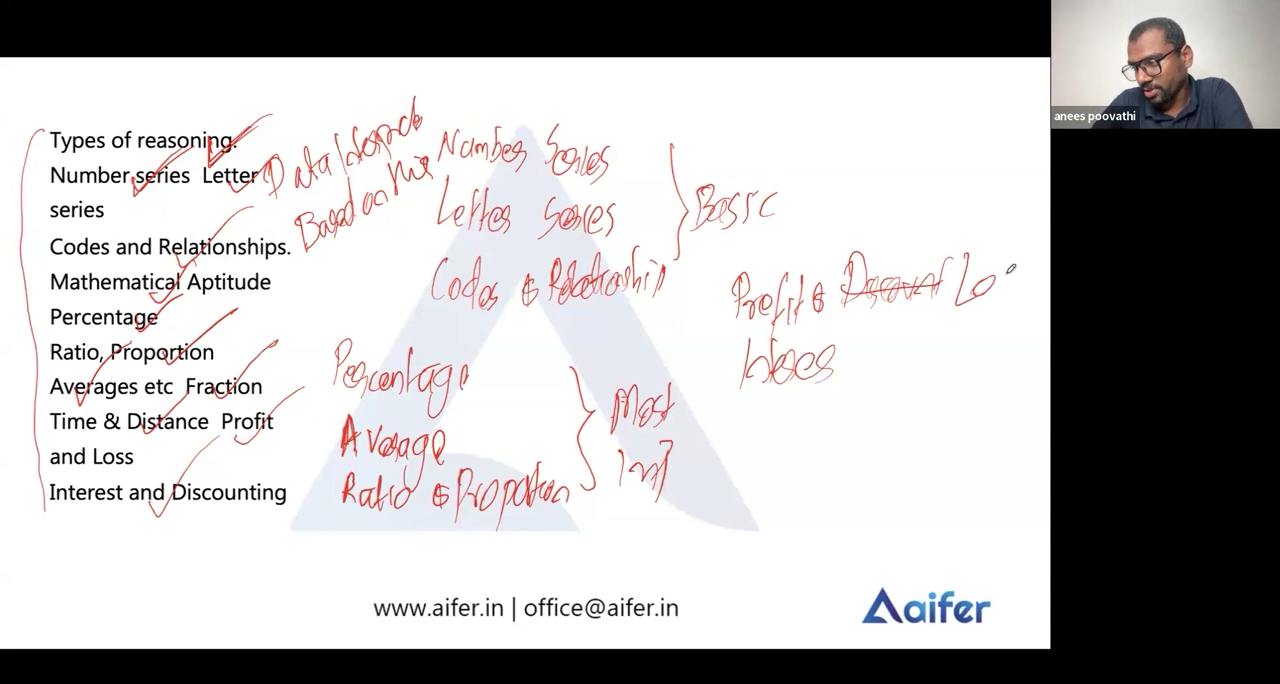 Types of reasoning.
Number series Letter
series
Codes and Relationships.
Mathematical Aptitude
Percentage
Ratio, Proportion
Averages etc Fraction
Time & Distance Profit
and Loss
Interest and Discounting
Data
Based on this
Number Series
Letter Series
Codes & Relationship
Basic
Percentage
Average
Ratio & Proportion
Most
Imp
Profit & Discount Lo
anees poovathi
www.aifer.in | office@aifer.in
aifer